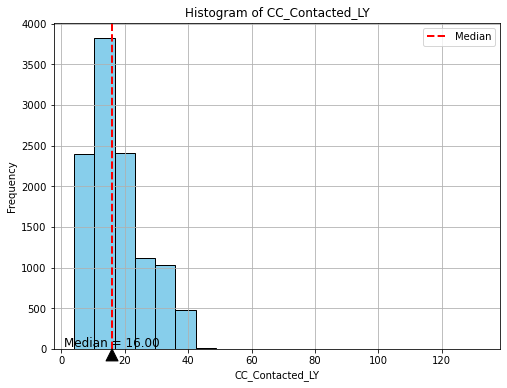 Histogram of CC_Contacted_LY
Median
4000
3500
3000
2500
2000
1500
1000
500
0
Frequency
Median = 16.00
0 20 40 60 80 100 120
CC_Contacted_LY